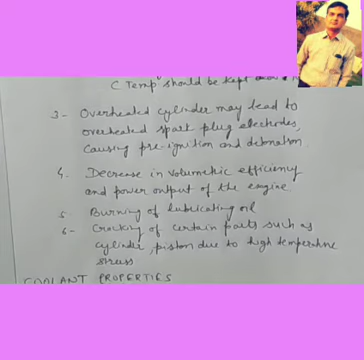 C Temp should be kept
3- Overheated cylinder may lead to
overheated spark plug electrodes,
causing pre-ignition and detonation.
4. Decrease in volumetric efficiency
and power output of the engine
5. Burning of lubricating oil
6- Cracking of certain parts such as
cylinder, piston due to high temperature
stress
COOLANT PROPERTIES